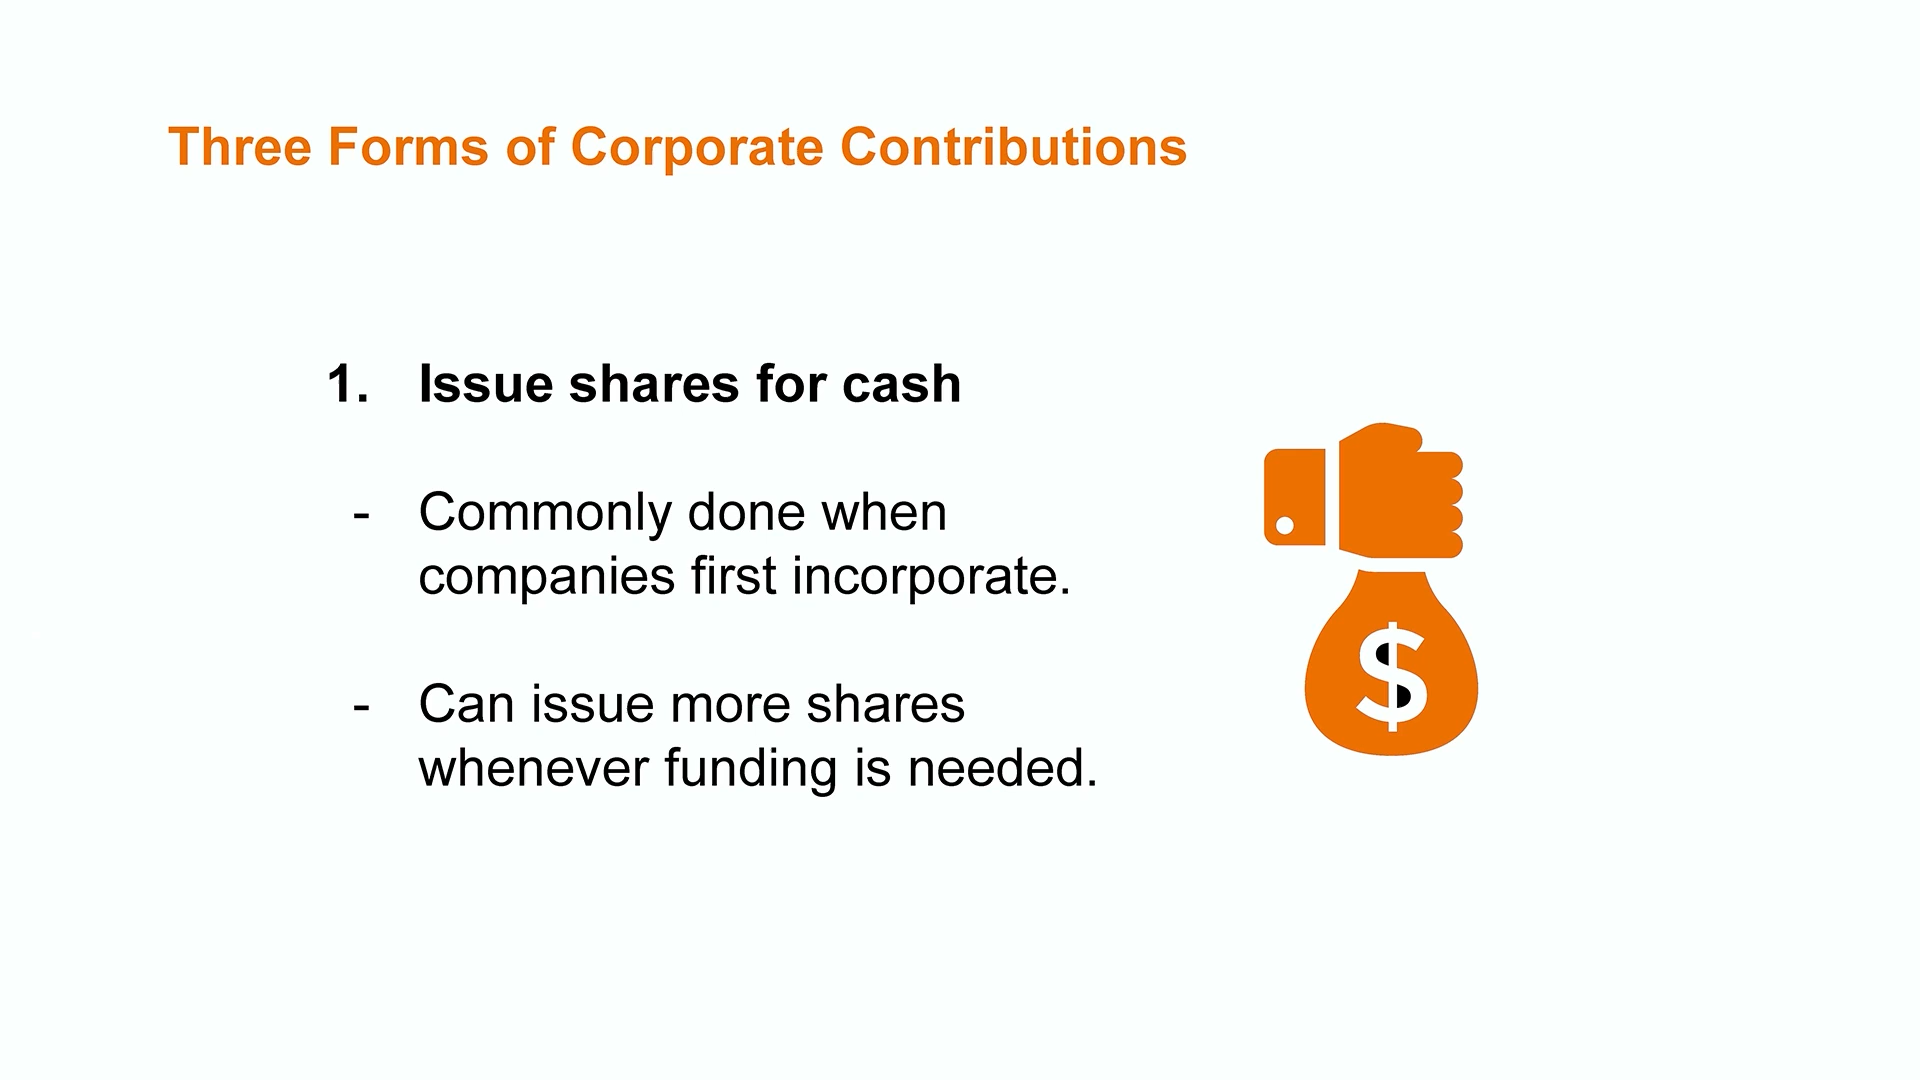 Three Forms of Corporate Contributions
1. Issue shares for cash
- Commonly done when
companies first incorporate.
- Can issue more shares
whenever funding is needed.
$